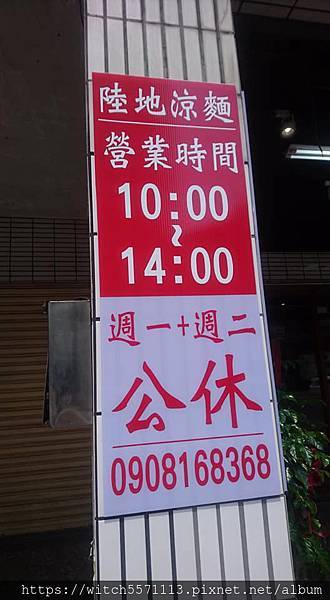 陸地涼麵
營業時間
10:00
~
14:00
週一+週二
公休
0908168368
https://witch5571113.pixnet.net/album